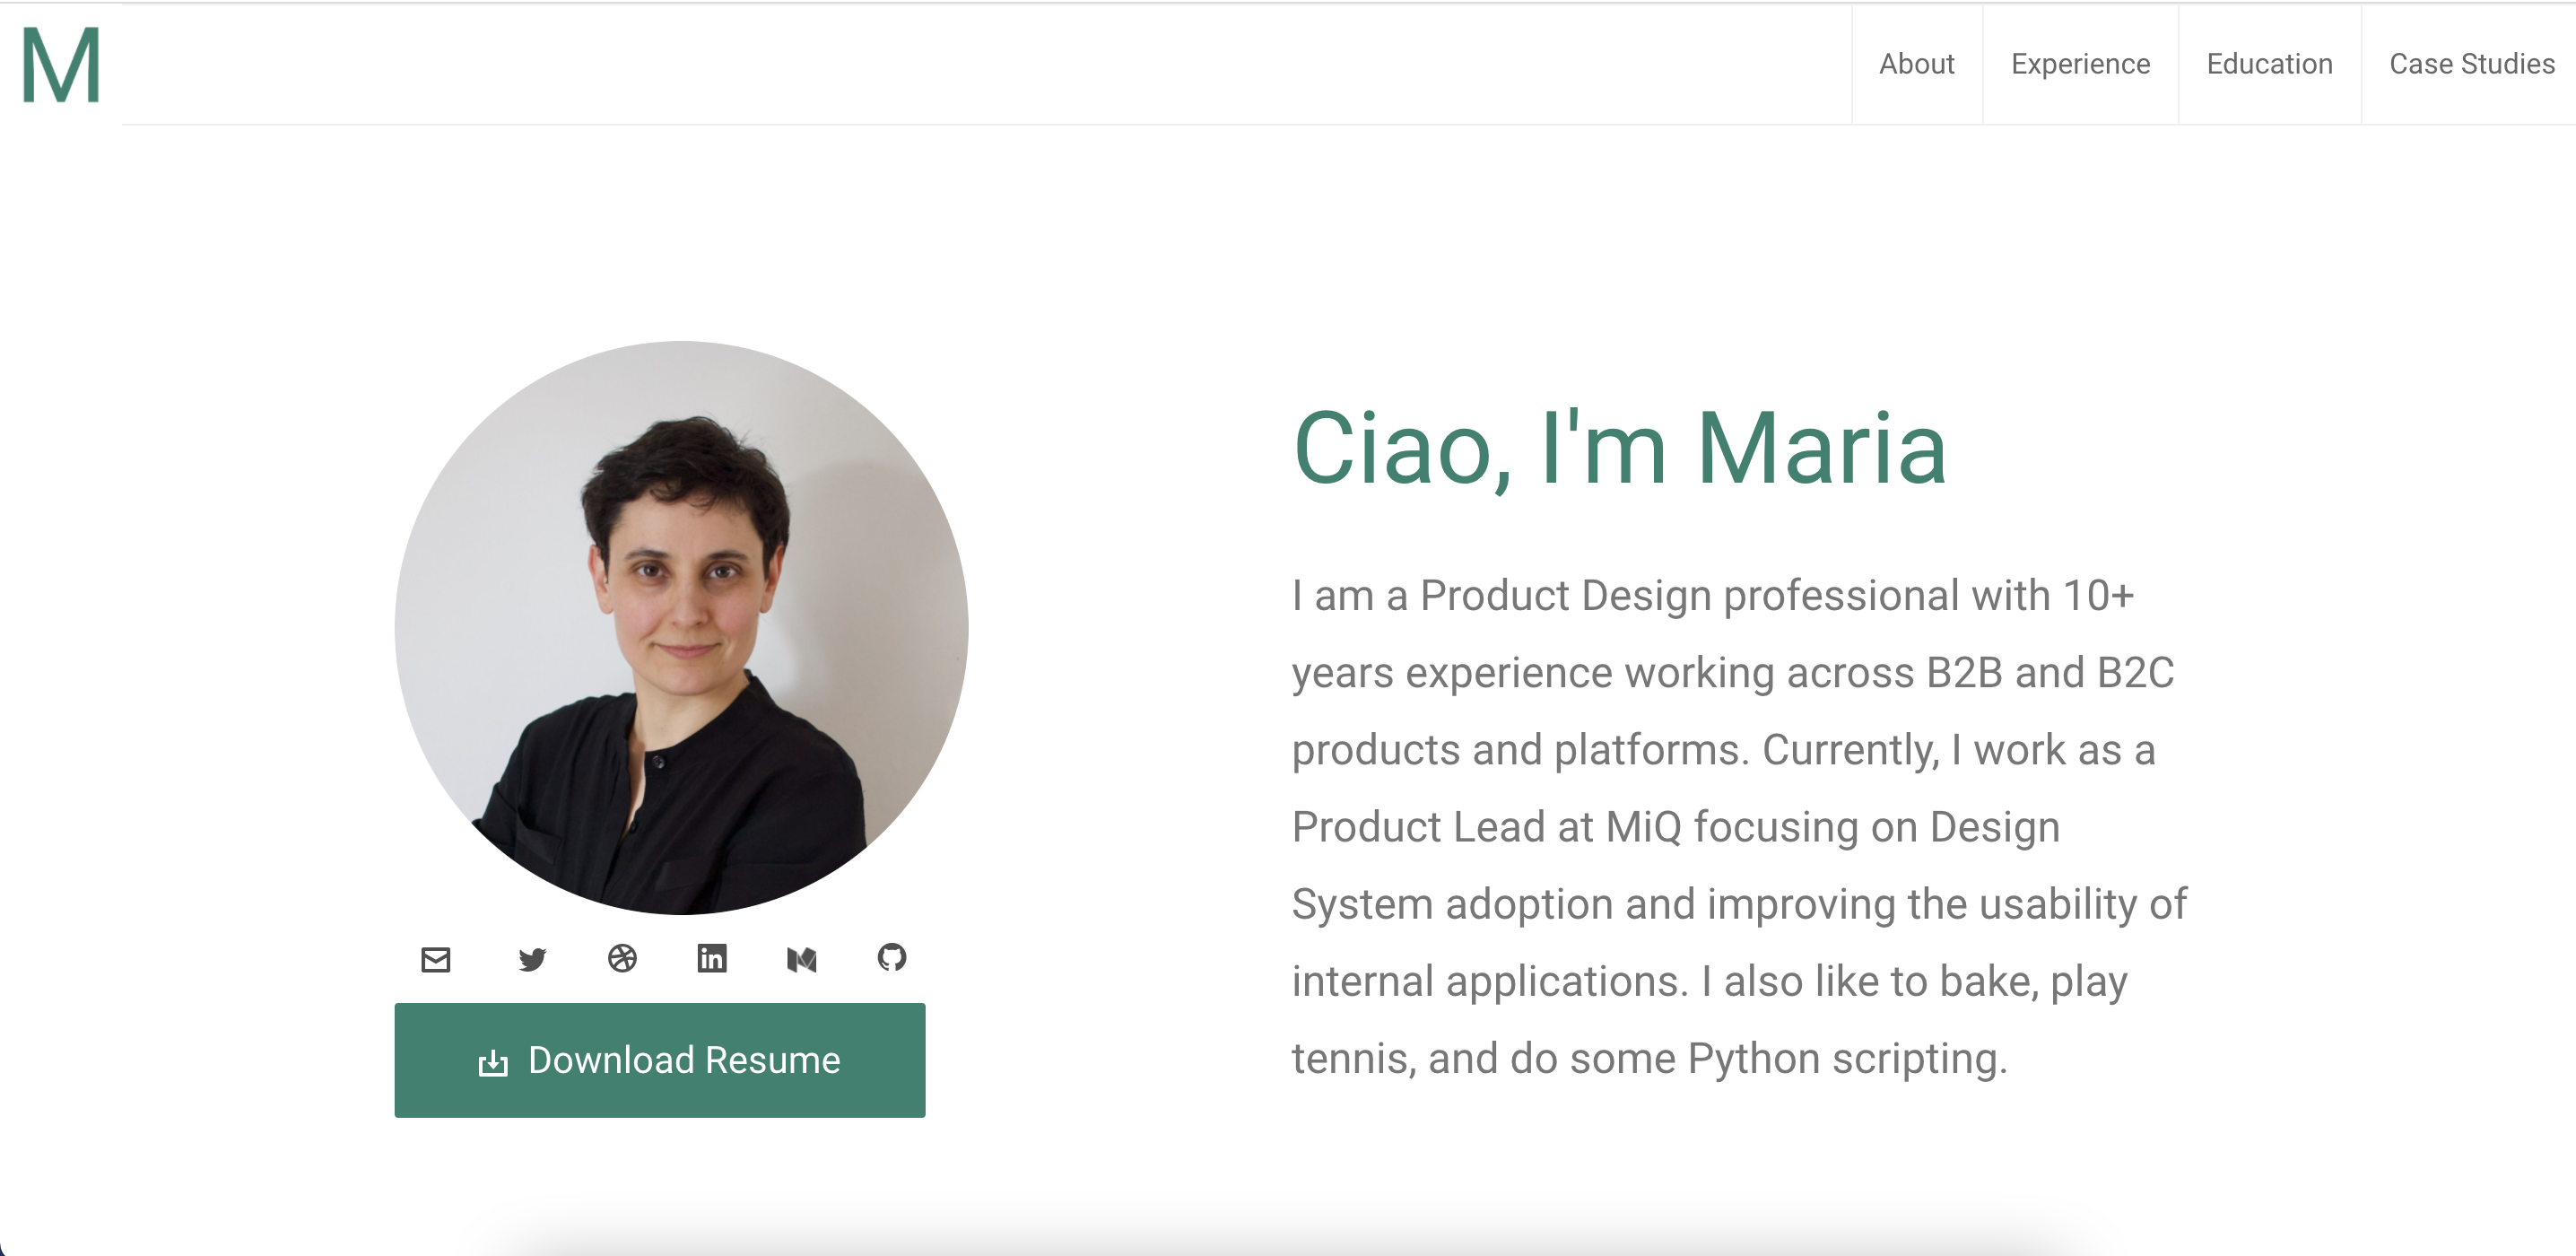 M
About
Experience
Education
Case Studies
Ciao, I'm Maria
I am a Product Design professional with 10+
years experience working across B2B and B2C
products and platforms. Currently, I work as a
Product Lead at MiQ focusing on Design
System adoption and improving the usability of
internal applications. I also like to bake, play
tennis, and do some Python scripting.
in
Download Resume